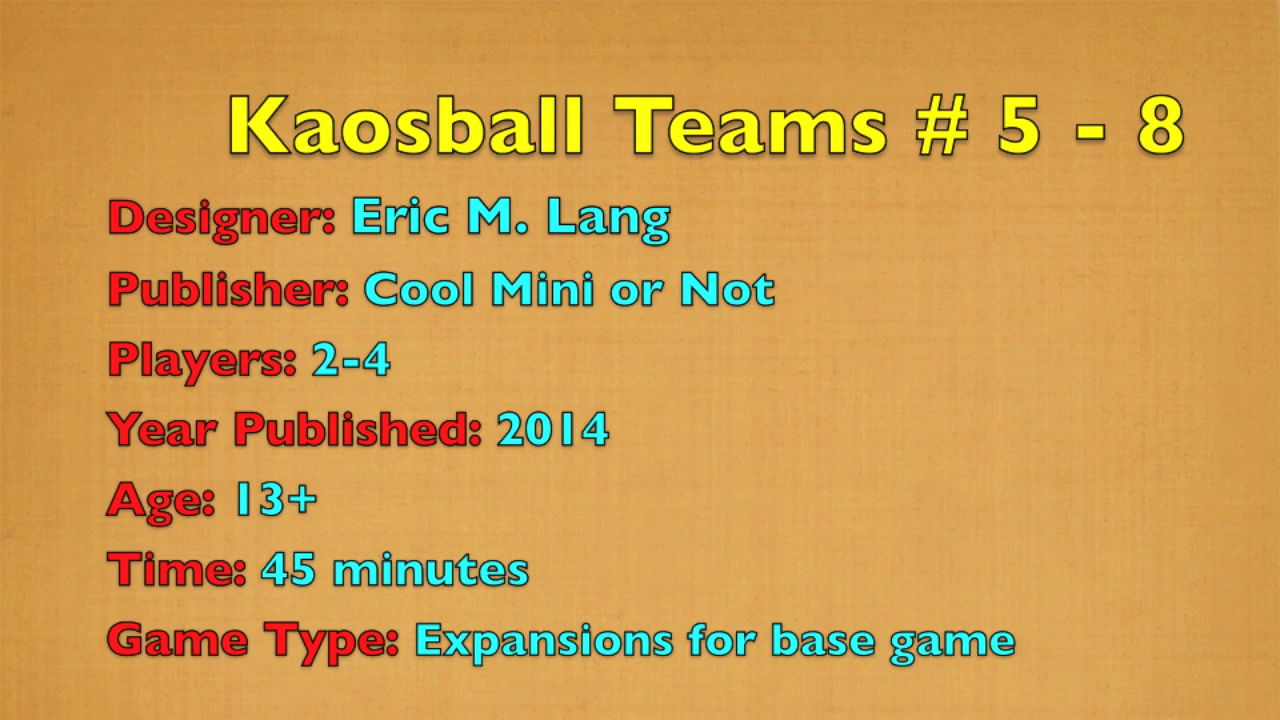 Kaosball Teams # 5 - 8
Designer: Eric M. Lang
Publisher: Cool Mini or Not
Players: 2-4
Year Published: 2014
Age: 13+
Time: 45 minutes
Game Type: Expansions for base game